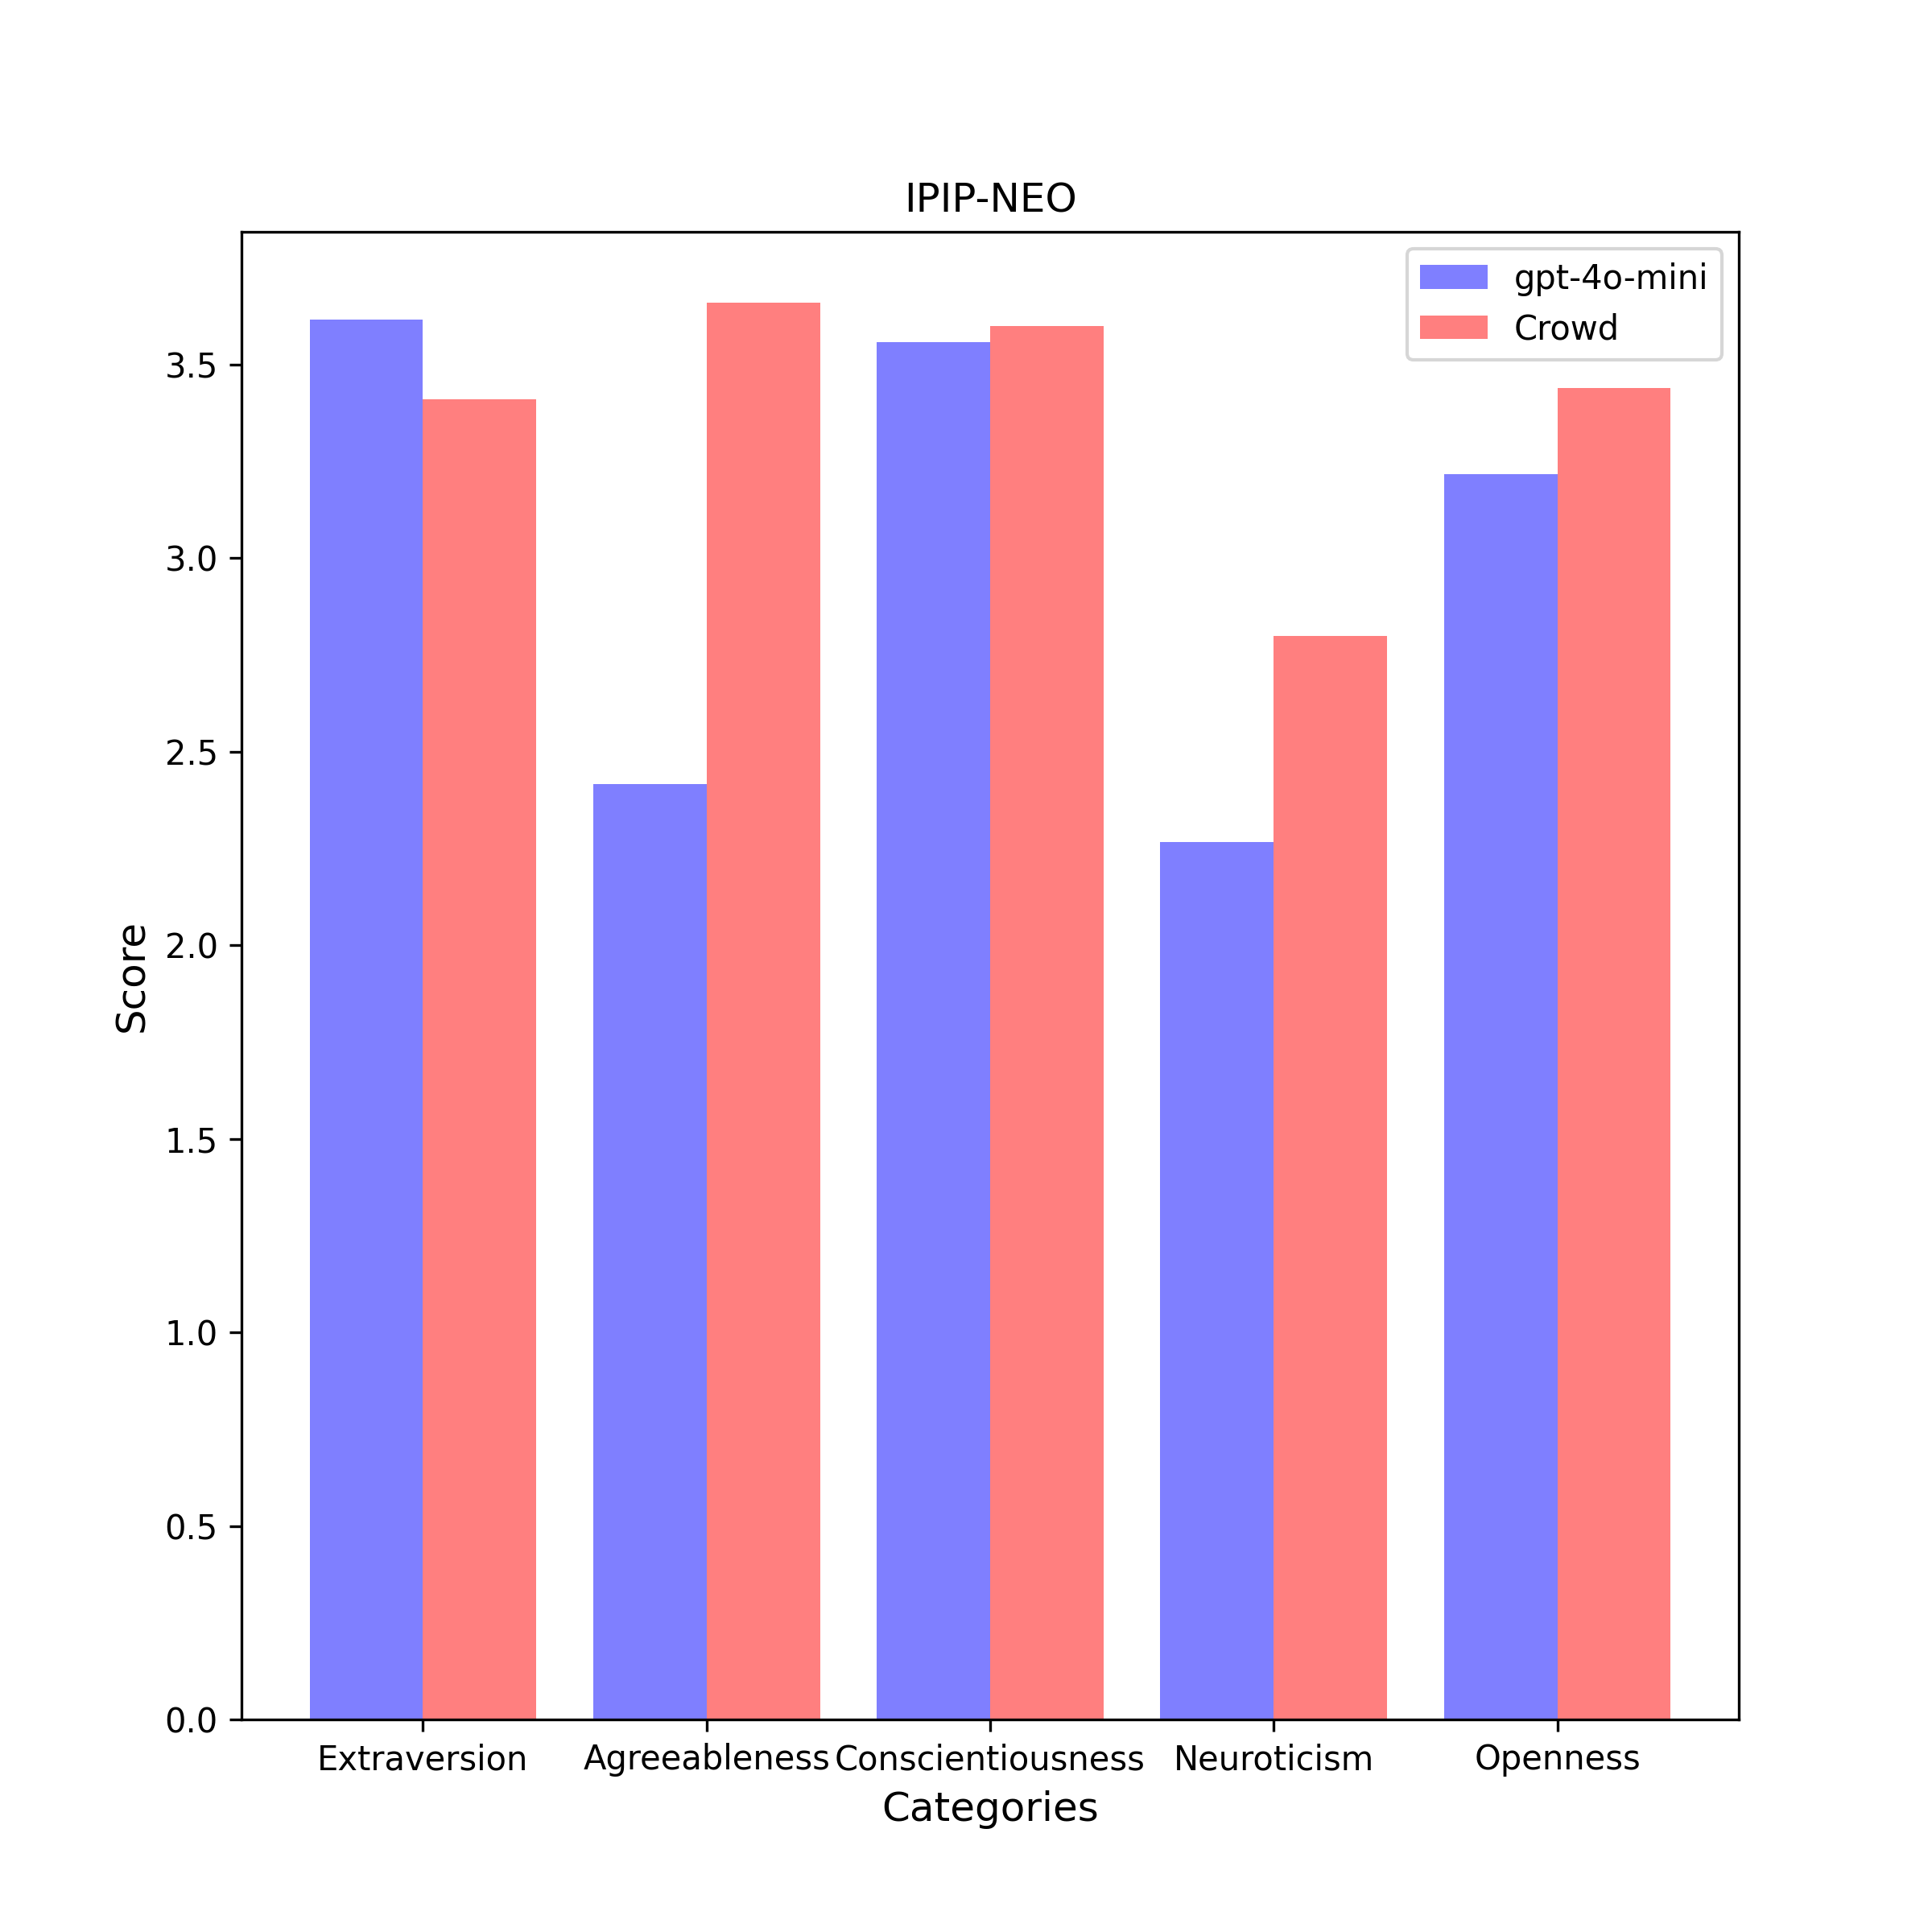 IPIP-NEO
gpt-4o-mini
Crowd
3.5
3.0
2.5
2.0
1.5
1.0
0.5
0.0
Score
Extraversion Agreeableness Conscientiousness Neuroticism Openness
Categories